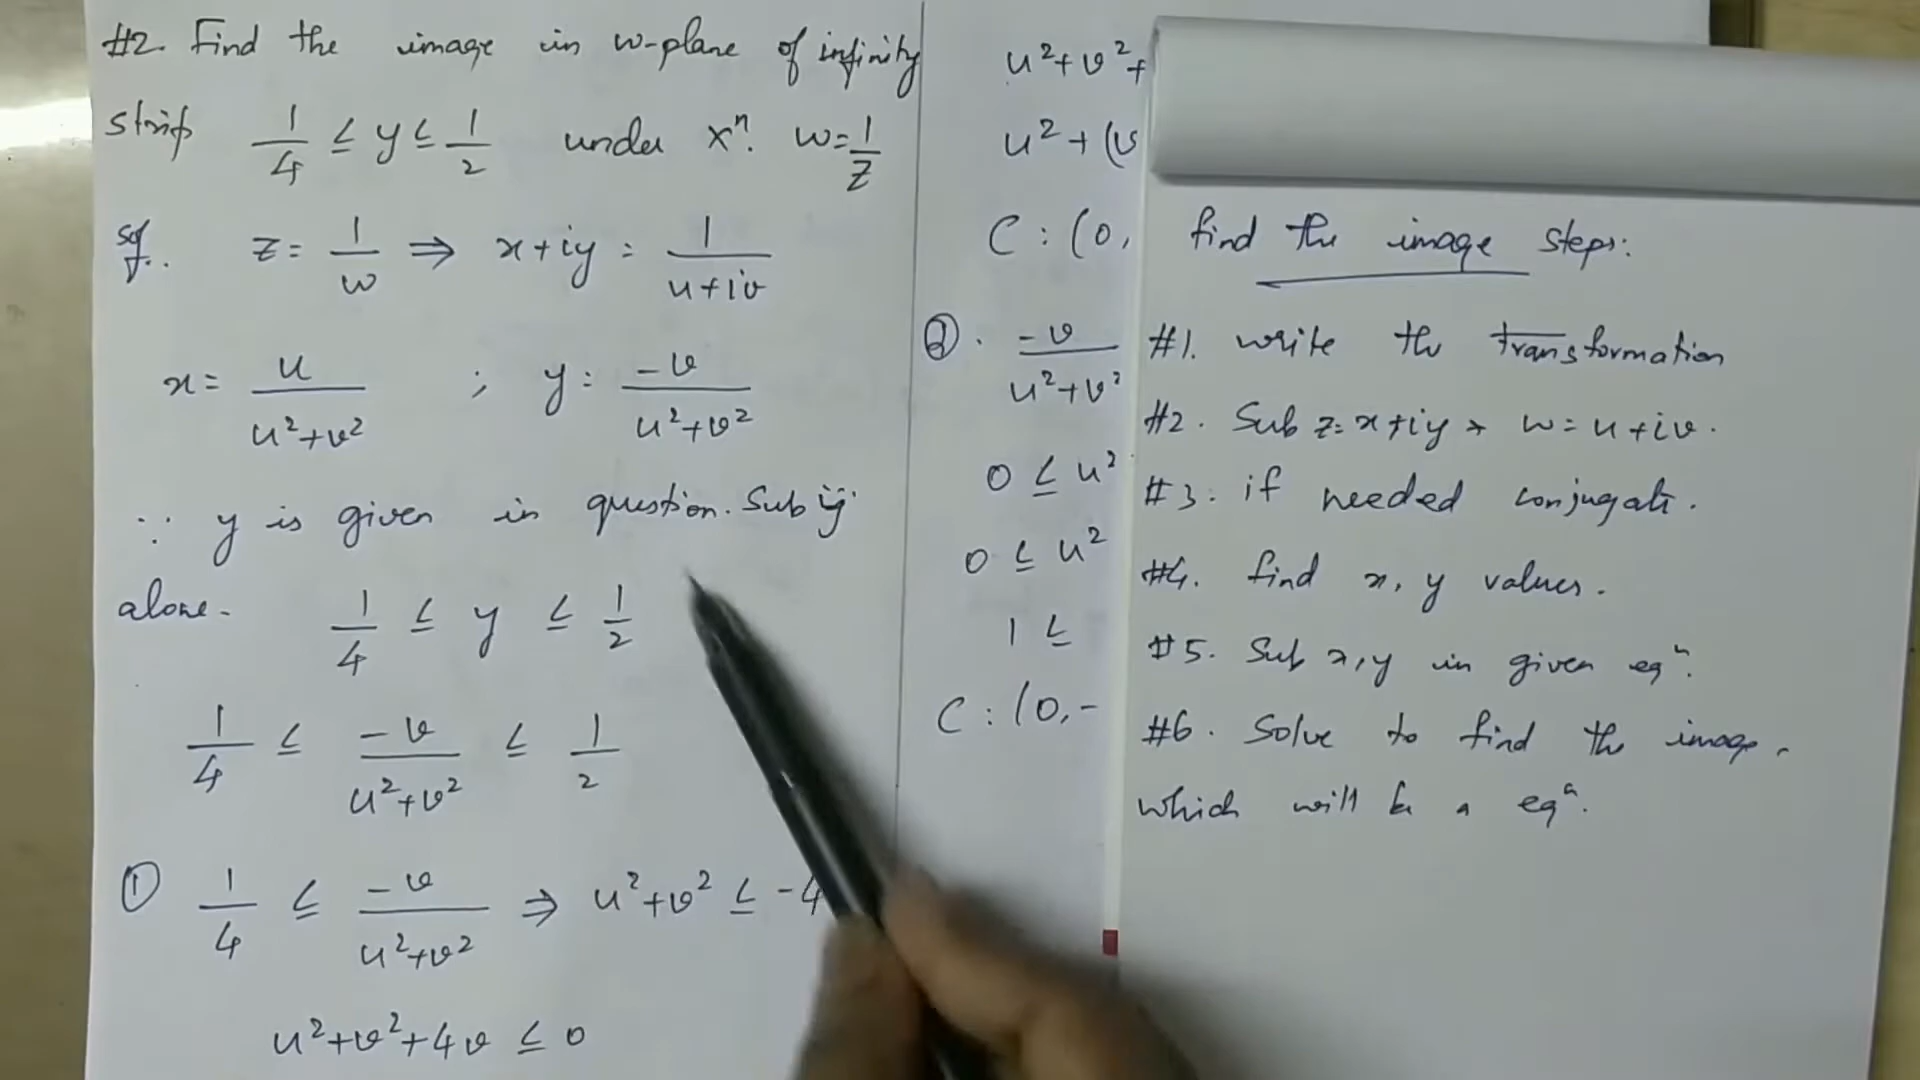 #2. Find the image in w-plane of infinity
strip 1/4 ≤ y ≤ 1/2 under xⁿ. w = 1/z
sol. z = 1/w ⇒ x+iy = 1/(u+iv)
x = u/(u²+v²) ; y = -v/(u²+v²)
∵ y is given in question. Sub 'y'
alone. 1/4 ≤ y ≤ 1/2
1/4 ≤ -v/(u²+v²) ≤ 1/2
① 1/4 ≤ -v/(u²+v²) ⇒ u²+v² ≤ -4
u²+v²+4v ≤ 0
u²+v²+
u²+(v
C : (0,
②. -v/(u²+v²
0 ≤ u²
0 ≤ u²
1 ≤
C : (0,-
find the image steps:
#1. write the transformation
#2. Sub z = x+iy & w = u+iv.
#3. if needed conjugate.
#4. find x, y values.
#5. Sub x,y in given eqⁿ.
#6. Solve to find the image.
which will be a eqⁿ.